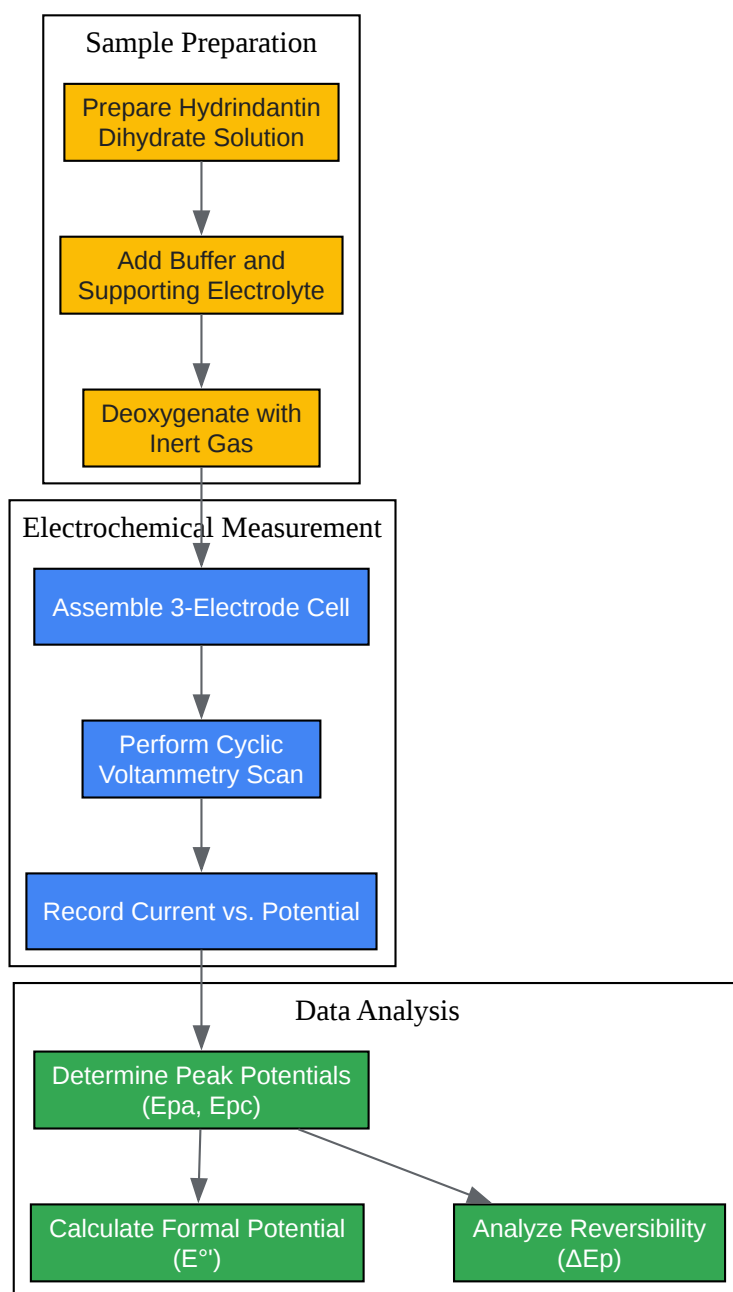 Sample Preparation
Prepare Hydrindantin
Dihydrate Solution
Add Buffer and
Supporting Electrolyte
Deoxygenate with
Inert Gas
Electrochemical Measurement
Assemble 3-Electrode Cell
Perform Cyclic
Voltammetry Scan
Record Current vs. Potential
Data Analysis
Determine Peak Potentials
(Epa, Epc)
Calculate Formal Potential
(E°')
Analyze Reversibility
(ΔEp)